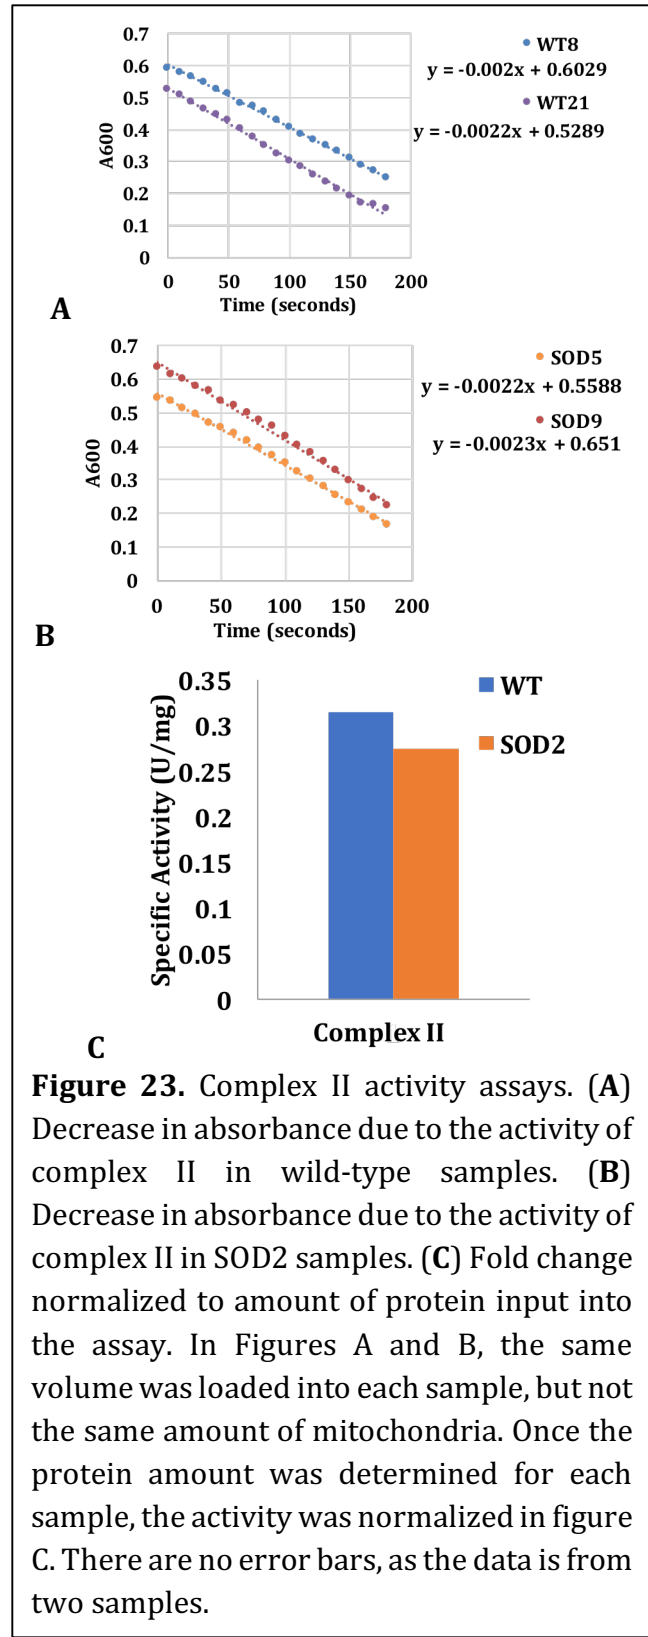 WT8
y = -0.002x + 0.6029
WT21
y = -0.0022x + 0.5289
A600
0.7
0.6
0.5
0.4
0.3
0.2
0.1
0
0 50 100 150 200
Time (seconds)
A
SOD5
y = -0.0022x + 0.5588
SOD9
y = -0.0023x + 0.651
A600
0.7
0.6
0.5
0.4
0.3
0.2
0.1
0
0 50 100 150 200
Time (seconds)
B
WT
SOD2
Specific Activity (U/mg)
0.35
0.3
0.25
0.2
0.15
0.1
0.05
0
Complex II
C
Figure 23. Complex II activity assays. (A)
Decrease in absorbance due to the activity of
complex II in wild-type samples. (B)
Decrease in absorbance due to the activity of
complex II in SOD2 samples. (C) Fold change
normalized to amount of protein input into
the assay. In Figures A and B, the same
volume was loaded into each sample, but not
the same amount of mitochondria. Once the
protein amount was determined for each
sample, the activity was normalized in figure
C. There are no error bars, as the data is from
two samples.